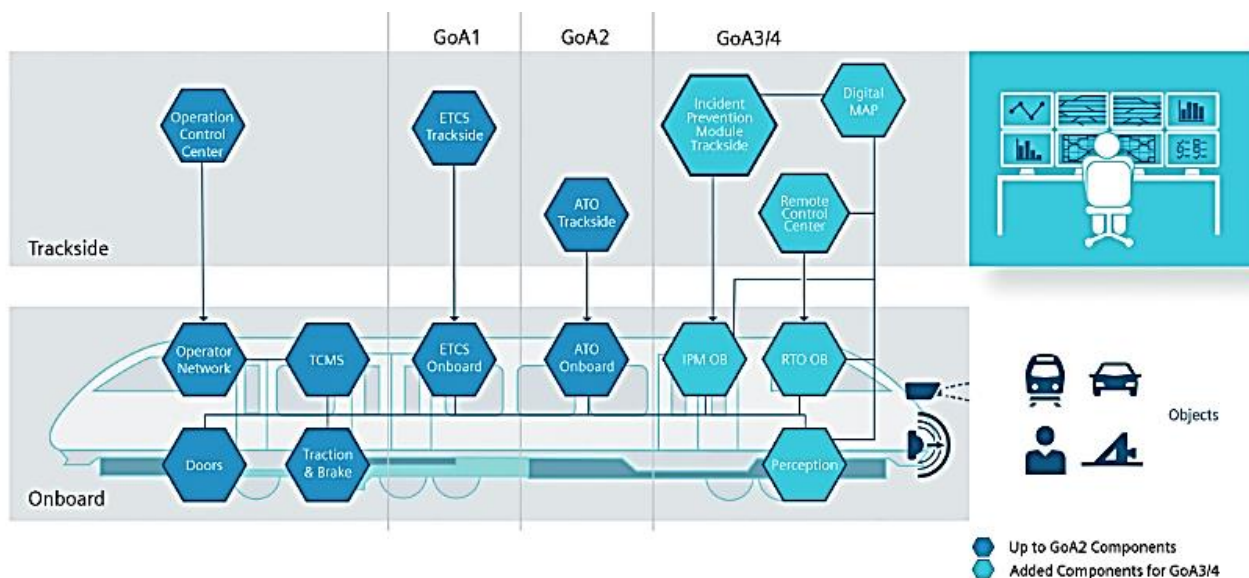 GoA1
GoA2
GoA3/4
Operation
Control
Center
ETCS
Trackside
Incident
Prevention
Module
Trackside
Digital
MAP
ATO
Trackside
Remote
Control
Center
Trackside
Operator
Network
TCMS
ETCS
Onboard
ATO
Onboard
IPM OB
RTO OB
Objects
Doors
Traction
& Brake
Perception
Onboard
Up to GoA2 Components
Added Components for GoA3/4